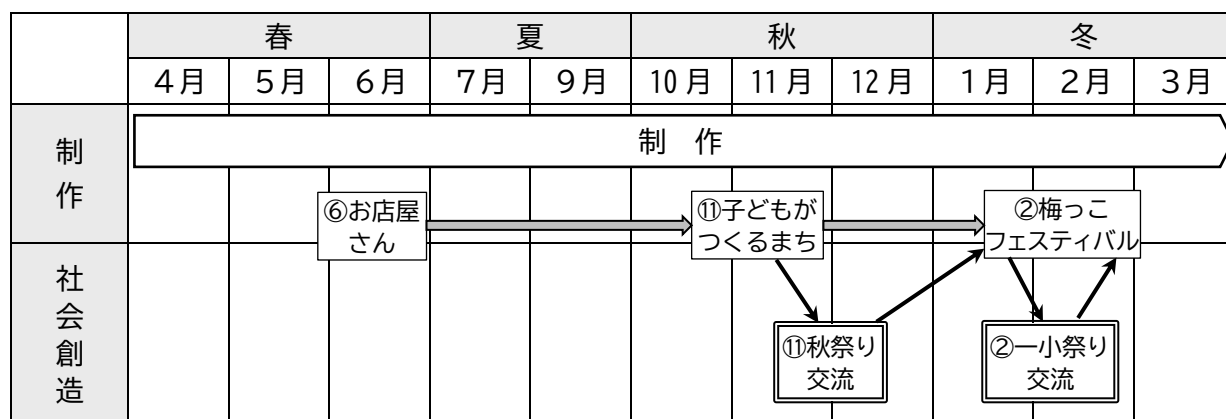 春 夏 秋 冬
4月 5月 6月 7月 9月 10月 11月 12月 1月 2月 3月
制作
制 作
⑥お店屋
さん
⑪子どもが
つくるまち
②梅っこ
フェスティバル
社会創造
⑪秋祭り
交流
②一小祭り
交流